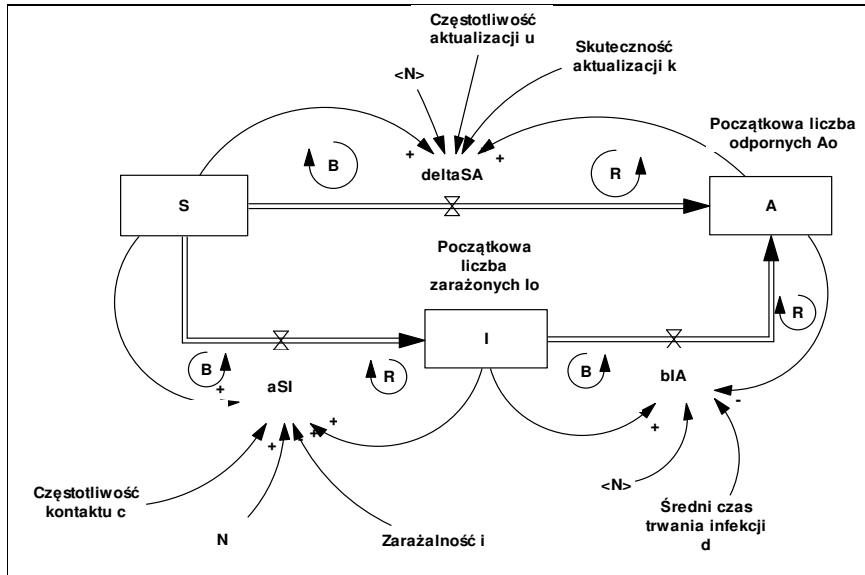 Częstotliwość
aktualizacji u
Skuteczność
aktualizacji k
<N>
Początkowa liczba
odpornych Ao
+
+
B
R
deltaSA
S
A
Początkowa
liczba
zarażonych Io
I
R
B
R
B
+
aSI
bIA
-
+
+
+
+
<N>
Częstotliwość
kontaktu c
N
Zarażalność i
Średni czas
trwania infekcji
d